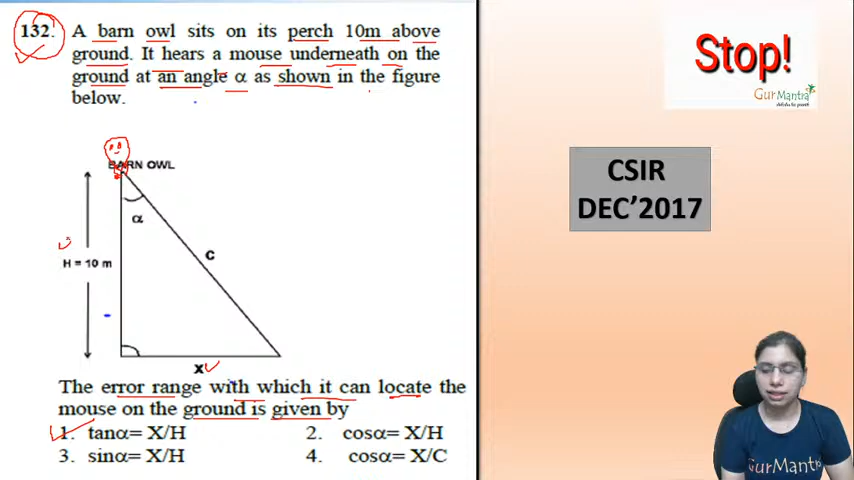 132. A barn owl sits on its perch 10m above
ground. It hears a mouse underneath on the
ground at an angle α as shown in the figure
below.
BARN OWL
α
C
H = 10 m
X
The error range with which it can locate the
mouse on the ground is given by
1. tanα= X/H 2. cosα= X/H
3. sinα= X/H 4. cosα= X/C
Stop!
GurMantra
CSIR
DEC’2017
GurMantra